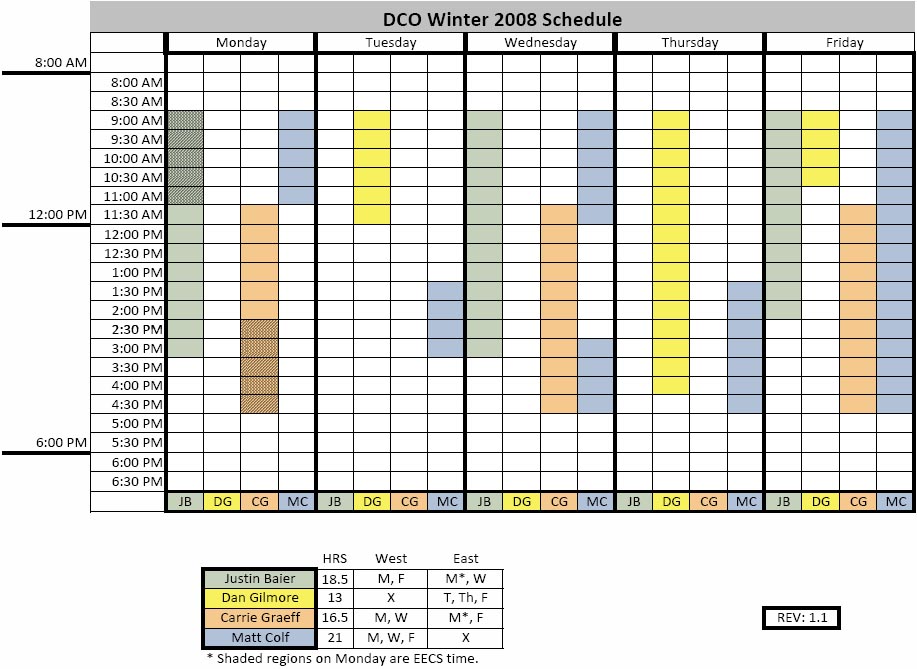 DCO Winter 2008 Schedule
Monday Tuesday Wednesday Thursday Friday
8:00 AM
8:00 AM
8:30 AM
9:00 AM
9:30 AM
10:00 AM
10:30 AM
11:00 AM
12:00 PM 11:30 AM
12:00 PM
12:30 PM
1:00 PM
1:30 PM
2:00 PM
2:30 PM
3:00 PM
3:30 PM
4:00 PM
4:30 PM
5:00 PM
6:00 PM 5:30 PM
6:00 PM
6:30 PM
JB DG CG MC JB DG CG MC JB DG CG MC JB DG CG MC JB DG CG MC
HRS West East
Justin Baier 18.5 M, F M*, W
Dan Gilmore 13 X T, Th, F
Carrie Graeff 16.5 M, W M*, F
Matt Colf 21 M, W, F X
REV: 1.1
* Shaded regions on Monday are EECS time.